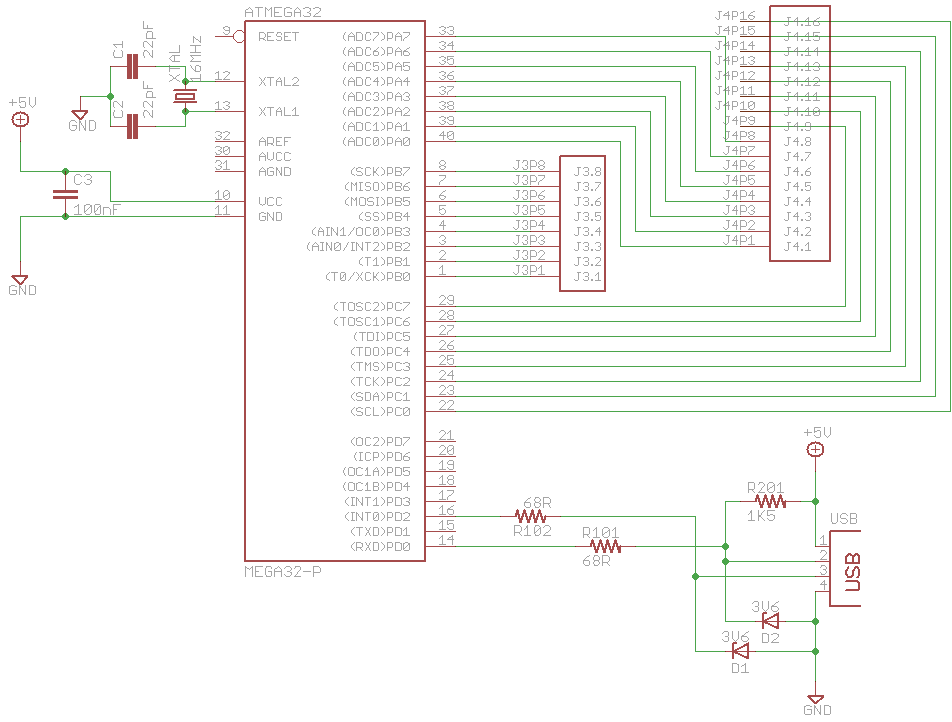 ATMEGA32
9
RESET
XTAL
16MHz
C1
22pF
12
XTAL2
C2
22pF
13
XTAL1
GND
+5V
32
AREF
30
AVCC
31
AGND
C3
100nF
10
VCC
11
GND
GND
MEGA32-P
(ADC7)PA7 33
(ADC6)PA6 34
(ADC5)PA5 35
(ADC4)PA4 36
(ADC3)PA3 37
(ADC2)PA2 38
(ADC1)PA1 39
(ADC0)PA0 40
(SCK)PB7 8 J3P8 J3.8
(MISO)PB6 7 J3P7 J3.7
(MOSI)PB5 6 J3P6 J3.6
(SS)PB4 5 J3P5 J3.5
(AIN1/OC0)PB3 4 J3P4 J3.4
(AIN0/INT2)PB2 3 J3P3 J3.3
(T1)PB1 2 J3P2 J3.2
(T0/XCK)PB0 1 J3P1 J3.1
(TOSC2)PC7 29
(TOSC1)PC6 28
(TDI)PC5 27
(TDO)PC4 26
(TMS)PC3 25
(TCK)PC2 24
(SDA)PC1 23
(SCL)PC0 22
(OC2)PD7 21
(ICP)PD6 20
(OC1A)PD5 19
(OC1B)PD4 18
(INT1)PD3 17
(INT0)PD2 16
(TXD)PD1 15
(RXD)PD0 14
J4P16 J4.16
J4P15 J4.15
J4P14 J4.14
J4P13 J4.13
J4P12 J4.12
J4P11 J4.11
J4P10 J4.10
J4P9 J4.9
J4P8 J4.8
J4P7 J4.7
J4P6 J4.6
J4P5 J4.5
J4P4 J4.4
J4P3 J4.3
J4P2 J4.2
J4P1 J4.1
68R
R102
R101
68R
+5V
R201
1K5
USB
1
2
3
4
USB
3V6
D2
3V6
D1
GND